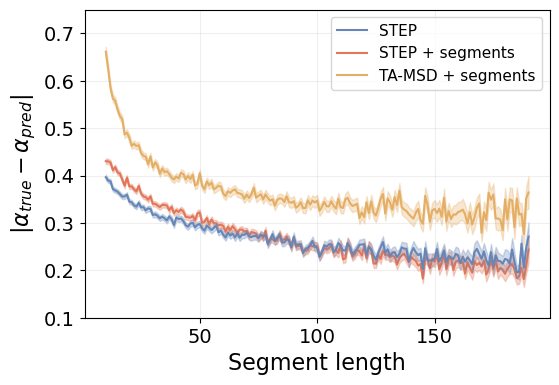 STEP
STEP + segments
TA-MSD + segments
|α_true − α_pred|
0.7
0.6
0.5
0.4
0.3
0.2
0.1
50 100 150
Segment length